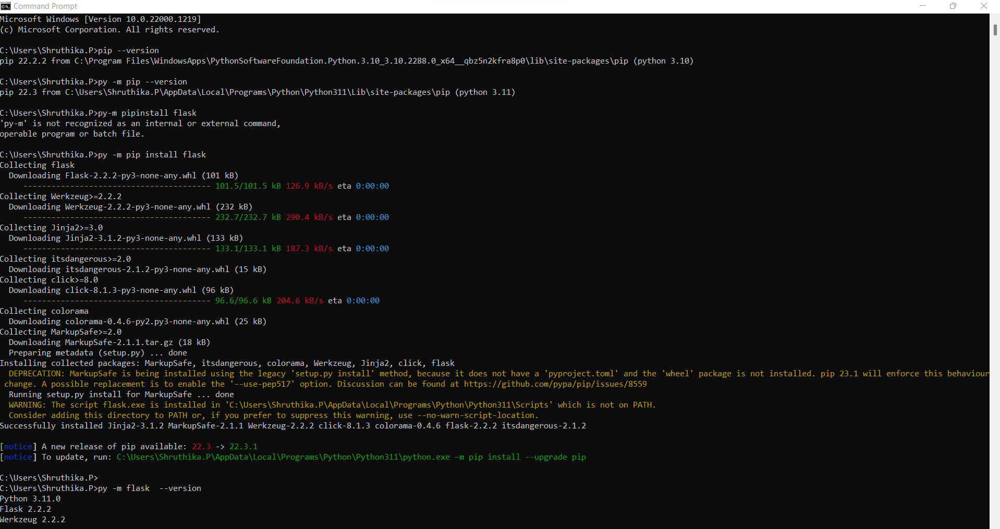 Command Prompt
Microsoft Windows [Version 10.0.22000.1219]
(c) Microsoft Corporation. All rights reserved.
C:\Users\Shruthika.P>pip --version
pip 22.2.2 from C:\Program Files\WindowsApps\PythonSoftwareFoundation.Python.3.10_3.10.2288.0_x64__qbz5n2kfra8p0\lib\site-packages\pip (python 3.10)
C:\Users\Shruthika.P>py -m pip --version
pip 22.3 from C:\Users\Shruthika.P\AppData\Local\Programs\Python\Python311\Lib\site-packages\pip (python 3.11)
C:\Users\Shruthika.P>py-m pipinstall flask
'py-m' is not recognized as an internal or external command,
operable program or batch file.
C:\Users\Shruthika.P>py -m pip install flask
Collecting flask
  Downloading Flask-2.2.2-py3-none-any.whl (101 kB)
     ---------------------------------------- 101.5/101.5 kB 126.9 kB/s eta 0:00:00
Collecting Werkzeug>=2.2.2
  Downloading Werkzeug-2.2.2-py3-none-any.whl (232 kB)
     ---------------------------------------- 232.7/232.7 kB 290.4 kB/s eta 0:00:00
Collecting Jinja2>=3.0
  Downloading Jinja2-3.1.2-py3-none-any.whl (133 kB)
     ---------------------------------------- 133.1/133.1 kB 187.3 kB/s eta 0:00:00
Collecting itsdangerous>=2.0
  Downloading itsdangerous-2.1.2-py3-none-any.whl (15 kB)
Collecting click>=8.0
  Downloading click-8.1.3-py3-none-any.whl (96 kB)
     ---------------------------------------- 96.6/96.6 kB 204.6 kB/s eta 0:00:00
Collecting colorama
  Downloading colorama-0.4.6-py2.py3-none-any.whl (25 kB)
Collecting MarkupSafe>=2.0
  Downloading MarkupSafe-2.1.1.tar.gz (18 kB)
  Preparing metadata (setup.py) ... done
Installing collected packages: MarkupSafe, itsdangerous, colorama, Werkzeug, Jinja2, click, flask
  DEPRECATION: MarkupSafe is being installed using the legacy 'setup.py install' method, because it does not have a 'pyproject.toml' and the 'wheel' package is not installed. pip 23.1 will enforce this behaviour
 change. A possible replacement is to enable the '--use-pep517' option. Discussion can be found at https://github.com/pypa/pip/issues/8559
  Running setup.py install for MarkupSafe ... done
  WARNING: The script flask.exe is installed in 'C:\Users\Shruthika.P\AppData\Local\Programs\Python\Python311\Scripts' which is not on PATH.
  Consider adding this directory to PATH or, if you prefer to suppress this warning, use --no-warn-script-location.
Successfully installed Jinja2-3.1.2 MarkupSafe-2.1.1 Werkzeug-2.2.2 click-8.1.3 colorama-0.4.6 flask-2.2.2 itsdangerous-2.1.2
[notice] A new release of pip available: 22.3 -> 22.3.1
[notice] To update, run: C:\Users\Shruthika.P\AppData\Local\Programs\Python\Python311\python.exe -m pip install --upgrade pip
C:\Users\Shruthika.P>
C:\Users\Shruthika.P>py -m flask  --version
Python 3.11.0
Flask 2.2.2
Werkzeug 2.2.2